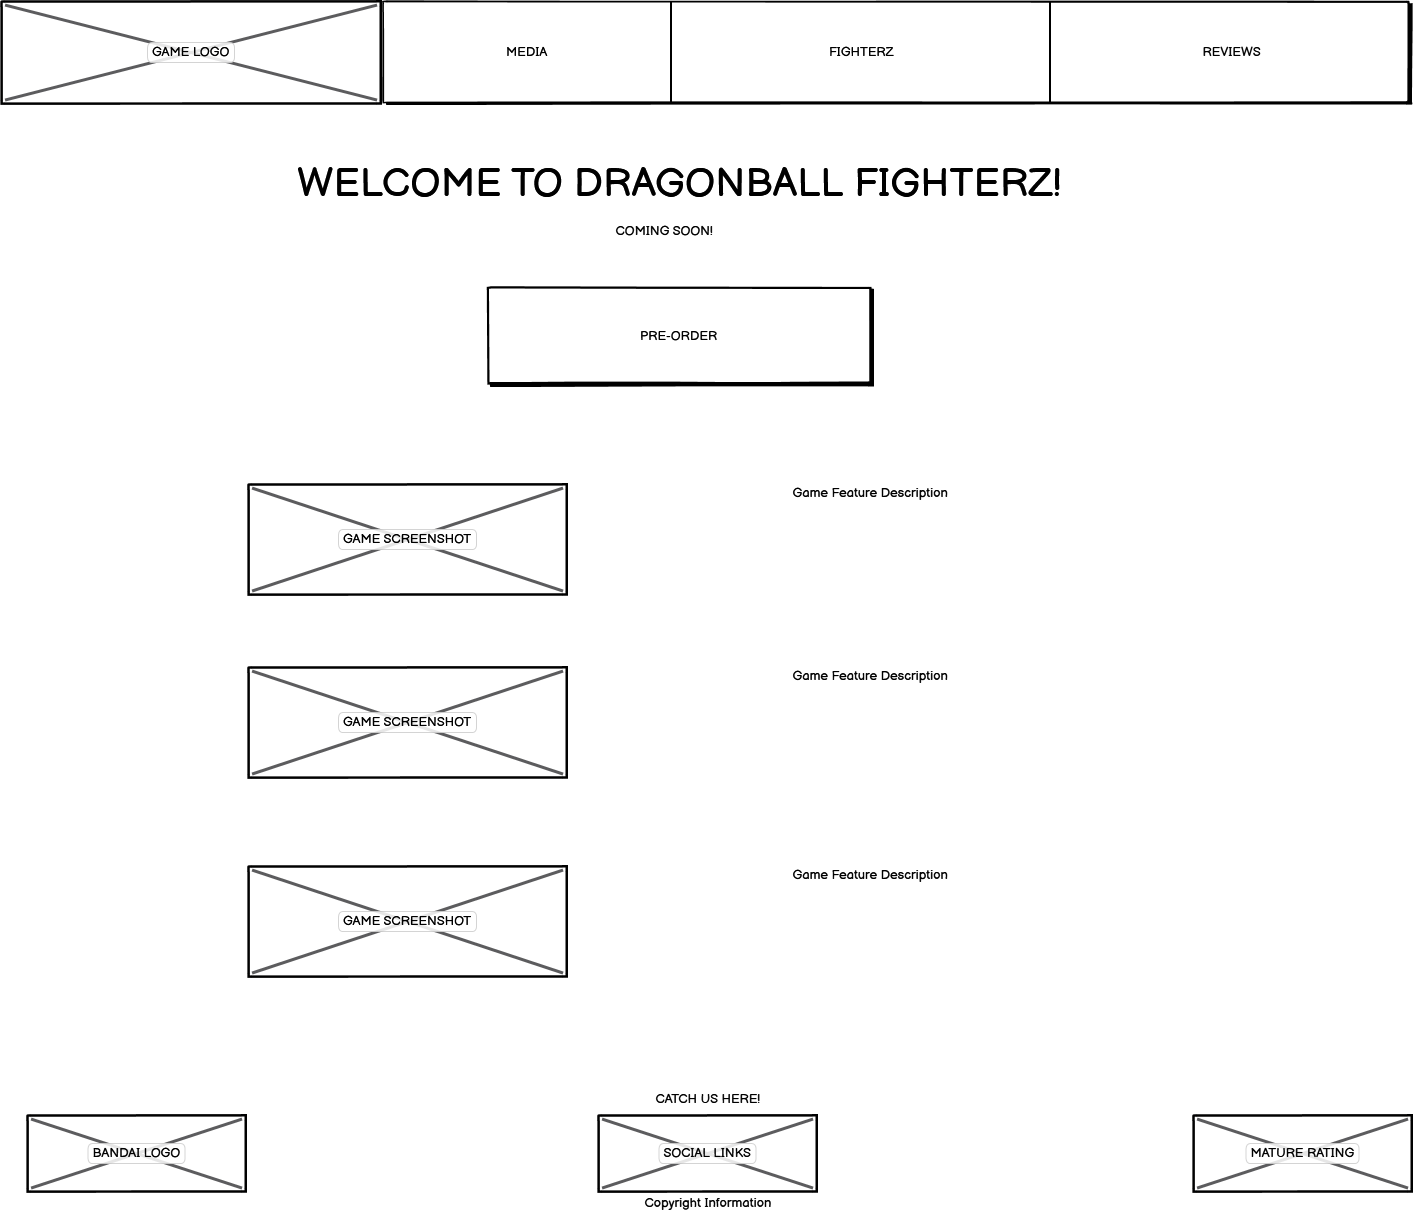 GAME LOGO
MEDIA
FIGHTERZ
REVIEWS
WELCOME TO DRAGONBALL FIGHTERZ!
COMING SOON!
PRE-ORDER
GAME SCREENSHOT
Game Feature Description
GAME SCREENSHOT
Game Feature Description
GAME SCREENSHOT
Game Feature Description
CATCH US HERE!
BANDAI LOGO
SOCIAL LINKS
MATURE RATING
Copyright Information